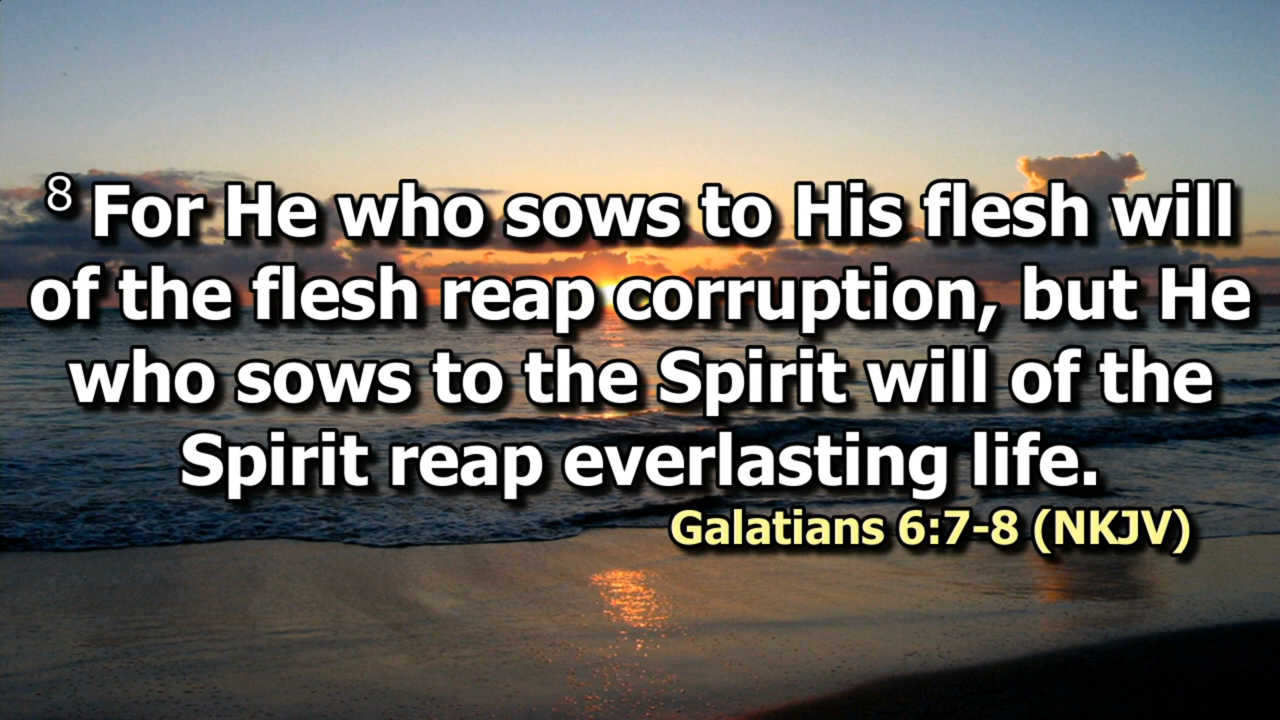 8 For He who sows to His flesh will
of the flesh reap corruption, but He
who sows to the Spirit will of the
Spirit reap everlasting life.
Galatians 6:7-8 (NKJV)